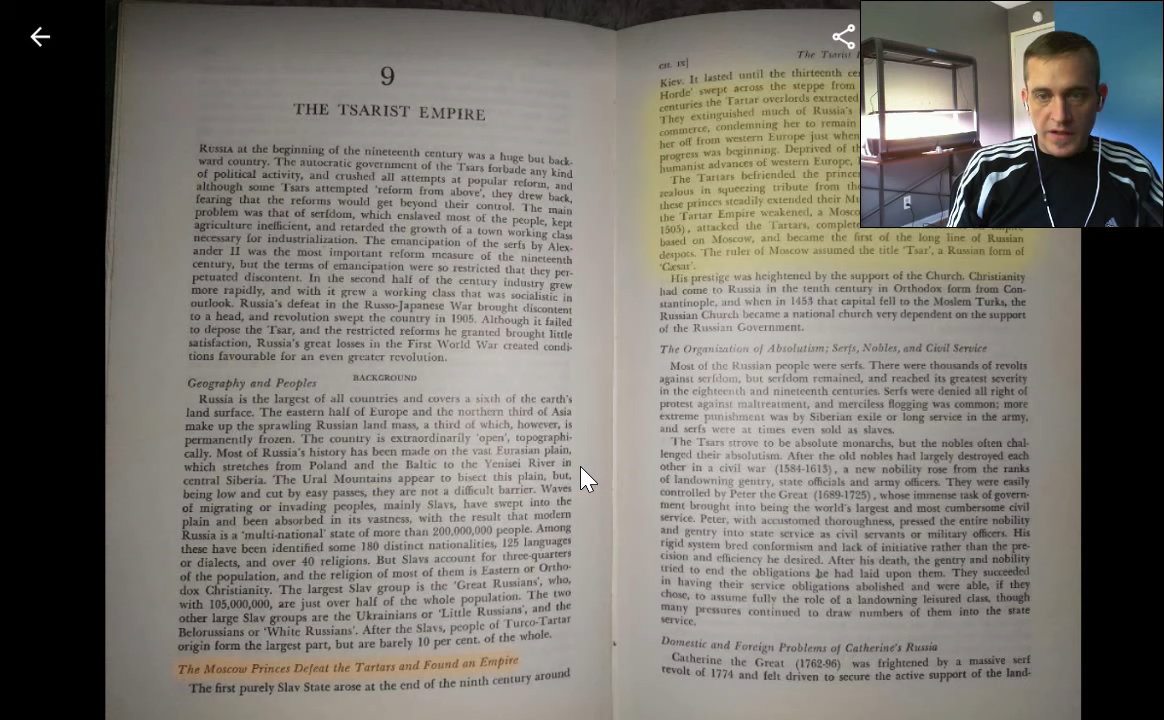 9
THE TSARIST EMPIRE
RUSSIA at the beginning of the nineteenth century was a huge but back-
ward country. The autocratic government of the Tsars forbade any kind
of political activity, and crushed all attempts at popular reform, and
although some Tsars attempted 'reform from above', they drew back,
fearing that the reforms would get beyond their control. The main
problem was that of serfdom, which enslaved most of the people, kept
agriculture inefficient, and retarded the growth of a town working class
necessary for industrialization. The emancipation of the serfs by Alex-
ander II was the most important reform measure of the nineteenth
century, but the terms of emancipation were so restricted that they per-
petuated discontent. In the second half of the century industry grew
more rapidly, and with it grew a working class that was socialistic in
outlook. Russia's defeat in the Russo-Japanese War brought discontent
to a head, and revolution swept the country in 1905. Although it failed
to depose the Tsar, and the restricted reforms he granted brought little
satisfaction, Russia's great losses in the First World War created condi-
tions favourable for an even greater revolution.
BACKGROUND
Geography and Peoples
Russia is the largest of all countries and covers a sixth of the earth's
land surface. The eastern half of Europe and the northern third of Asia
make up the sprawling Russian land mass, a third of which, however, is
permanently frozen. The country is extraordinarily 'open', topographi-
cally. Most of Russia's history has been made on the vast Eurasian plain,
which stretches from Poland and the Baltic to the Yenisei River in
central Siberia. The Ural Mountains appear to bisect this plain, but,
being low and cut by easy passes, they are not a difficult barrier. Waves
of migrating or invading peoples, mainly Slavs, have swept into the
plain and been absorbed in its vastness, with the result that modern
Russia is a 'multi-national' state of more than 200,000,000 people. Among
these have been identified some 180 distinct nationalities, 125 languages
or dialects, and over 40 religions. But Slavs account for three-quarters
of the population, and the religion of most of them is Eastern or Ortho-
dox Christianity. The largest Slav group is the 'Great Russians', who,
with 105,000,000, are just over half of the whole population. The two
other large Slav groups are the Ukrainians or 'Little Russians', and the
Belorussians or 'White Russians'. After the Slavs, people of Turco-Tartar
origin form the largest part, but are barely 10 per cent. of the whole.
The Moscow Princes Defeat the Tartars and Found an Empire
The first purely Slav State arose at the end of the ninth century around
CH. IX]
The Tsarist
Kiev. It lasted until the thirteenth
Horde' swept across the steppe from
centuries the Tartar overlords extracted
They extinguished much of Russia's
commerce, condemning her to remain
her off from western Europe just when
progress was beginning. Deprived of
humanist advances of western Europe,
The Tartars befriended the
zealous in squeezing tribute from
these princes steadily extended their
the Tartar Empire weakened, a
1505), attacked the Tartars,
based on Moscow, and became the first of the long line of Russian
despots. The ruler of Moscow assumed the title 'Tsar', a Russian form of
'Cæsar'.
His prestige was heightened by the support of the Church. Christianity
had come to Russia in the tenth century in Orthodox form from Con-
stantinople, and when in 1453 that capital fell to the Moslem Turks, the
Russian Church became a national church very dependent on the support
of the Russian Government.
The Organization of Absolutism; Serfs, Nobles, and Civil Service
Most of the Russian people were serfs. There were thousands of revolts
against serfdom, but serfdom remained, and reached its greatest severity
in the eighteenth and nineteenth centuries. Serfs were denied all right of
protest against maltreatment, and merciless flogging was common; more
extreme punishment was by Siberian exile or long service in the army,
and serfs were at times even sold as slaves.
The Tsars strove to be absolute monarchs, but the nobles often chal-
lenged their absolutism. After the old nobles had largely destroyed each
other in a civil war (1584-1613), a new nobility rose from the ranks
of landowning gentry, state officials and army officers. They were easily
controlled by Peter the Great (1689-1725), whose immense task of govern-
ment brought into being the world's largest and most cumbersome civil
service. Peter, with accustomed thoroughness, pressed the entire nobility
and gentry into state service as civil servants or military officers. His
rigid system bred conformism and lack of initiative rather than the pre-
cision and efficiency he desired. After his death, the gentry and nobility
tried to end the obligations he had laid upon them. They succeeded
in having their service obligations abolished and were able, if they
chose, to assume fully the role of a landowning leisured class, though
many pressures continued to draw numbers of them into the state
service.
Domestic and Foreign Problems of Catherine's Russia
Catherine the Great (1762-96) was frightened by a massive serf
revolt of 1774 and felt driven to secure the active support of the land-